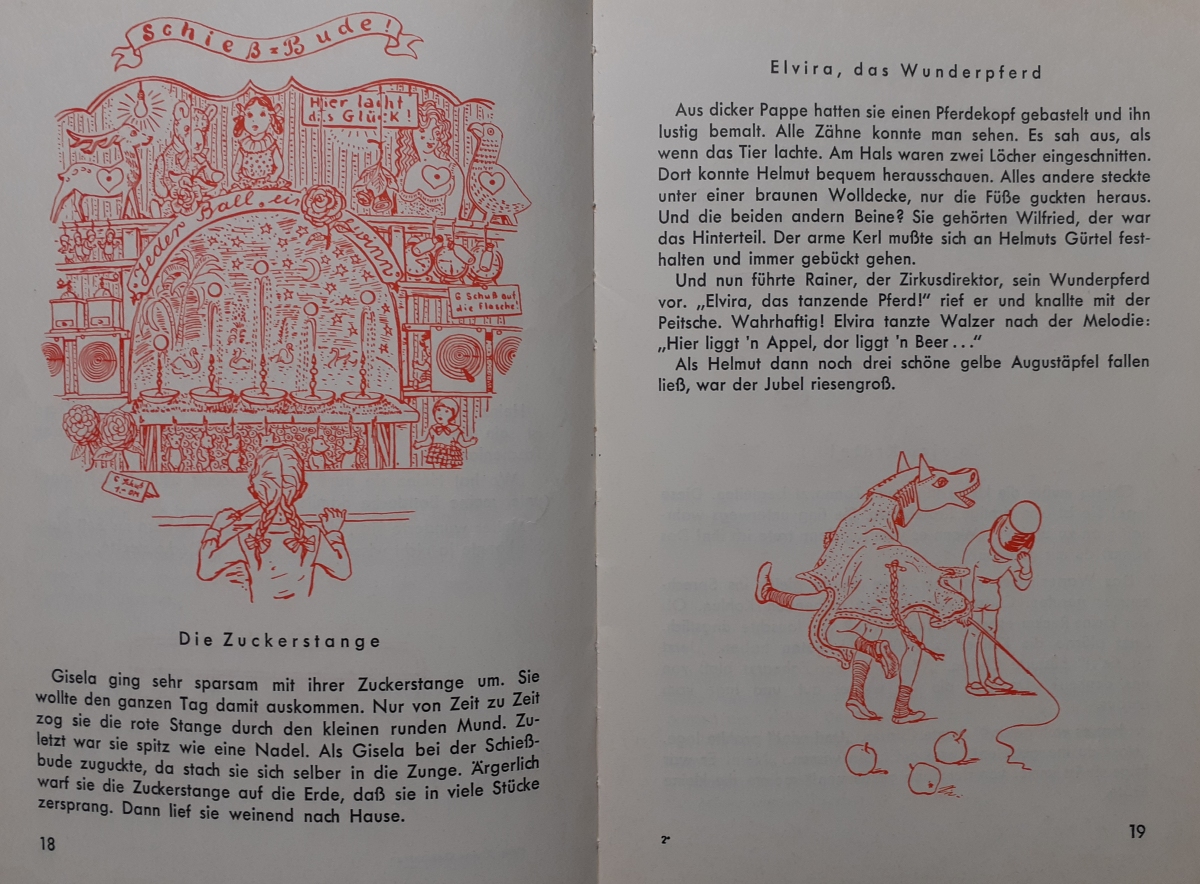 Schieß=Bude!
Hier lacht
das Glück!
Jeder Ball ein
winn
6 Schuß auf
die Flasche!
6 Schuß
1.- DM
Die Zuckerstange
Gisela ging sehr sparsam mit ihrer Zuckerstange um. Sie
wollte den ganzen Tag damit auskommen. Nur von Zeit zu Zeit
zog sie die rote Stange durch den kleinen runden Mund. Zu-
letzt war sie spitz wie eine Nadel. Als Gisela bei der Schieß-
bude zuguckte, da stach sie sich selber in die Zunge. Ärgerlich
warf sie die Zuckerstange auf die Erde, daß sie in viele Stücke
zersprang. Dann lief sie weinend nach Hause.
18
Elvira, das Wunderpferd
Aus dicker Pappe hatten sie einen Pferdekopf gebastelt und ihn
lustig bemalt. Alle Zähne konnte man sehen. Es sah aus, als
wenn das Tier lachte. Am Hals waren zwei Löcher eingeschnitten.
Dort konnte Helmut bequem herausschauen. Alles andere steckte
unter einer braunen Wolldecke, nur die Füße guckten heraus.
Und die beiden andern Beine? Sie gehörten Wilfried, der war
das Hinterteil. Der arme Kerl mußte sich an Helmuts Gürtel fest-
halten und immer gebückt gehen.
Und nun führte Rainer, der Zirkusdirektor, sein Wunderpferd
vor. „Elvira, das tanzende Pferd!" rief er und knallte mit der
Peitsche. Wahrhaftig! Elvira tanzte Walzer nach der Melodie:
„Hier liggt 'n Appel, dor liggt 'n Beer..."
Als Helmut dann noch drei schöne gelbe Augustäpfel fallen
ließ, war der Jubel riesengroß.
2*
19